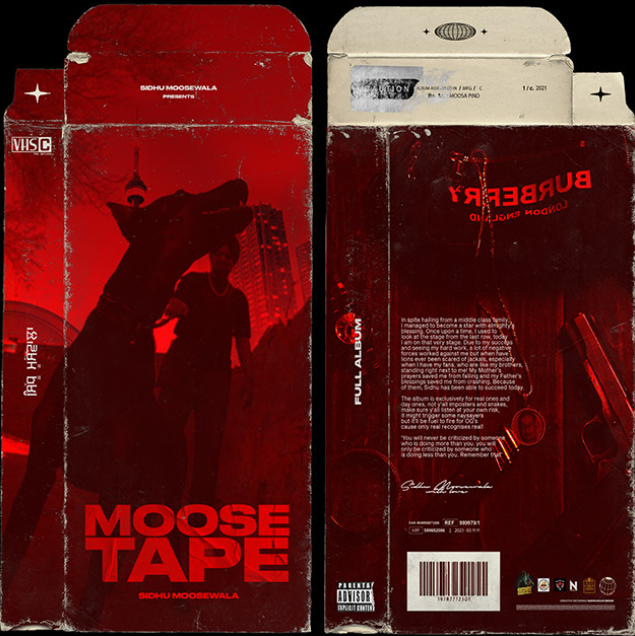 SIDHU MOOSEWALA
PRESENTS
VHS C
MOOSE
TAPE
SIDHU MOOSEWALA
1 / c. 2021
MOOSA PIND
BURBERRY
LONDON ENGLAND
FULL ALBUM
In spite hailing from a middle class family,
I managed to become a star with almighty's
blessing. Once upon a time, I used to
look at the stage from the last row, today
I am on that very stage. Due to my success
and seeing my hard work, a lot of negative
forces worked against me but when have
lions ever been scared of jackals, especially
when I have my fans, who are like my brothers,
standing right next to me! My Mother's
prayers saved me from falling and my Father's
blessings saved me from crashing. Because
of them, Sidhu has been able to succeed today.
The album is exclusively for real ones and
day ones, not y'all imposters and snakes,
make sure y'all listen at your own risk,
it might trigger some naysayers
but it'll be fuel to fire for OG's
cause only real recognises real!
"You will never be criticized by someone
who is doing more than you. you will
only be criticized by someone who
is doing less than you. Remember that"
Sidhu Moosewala
with love
REF 989979/1
PARENTAL
ADVISORY
EXPLICIT CONTENT